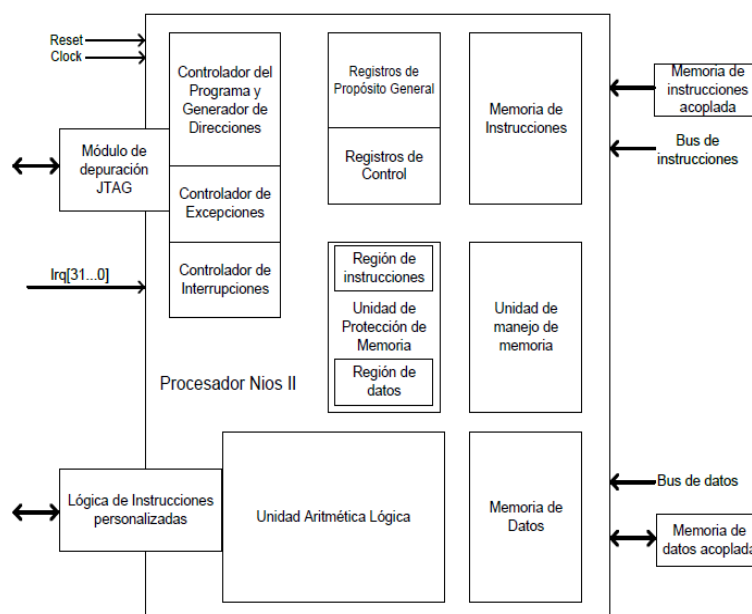 Reset
Clock
Controlador del
Programa y
Generador de
Direcciones
Registros de
Propósito General
Memoria de
Instrucciones
Memoria de
instrucciones
acoplada
Módulo de
depuración
JTAG
Registros de
Control
Bus de
instrucciones
Controlador de
Excepciones
Irq[31...0]
Controlador de
Interrupciones
Región de
instrucciones
Unidad de
Protección de
Memoria
Región de
datos
Unidad
de manejo de
memoria
Procesador Nios II
Lógica de Instrucciones
personalizadas
Unidad Aritmética Lógica
Memoria de
Datos
Bus de datos
Memoria de
datos acoplada